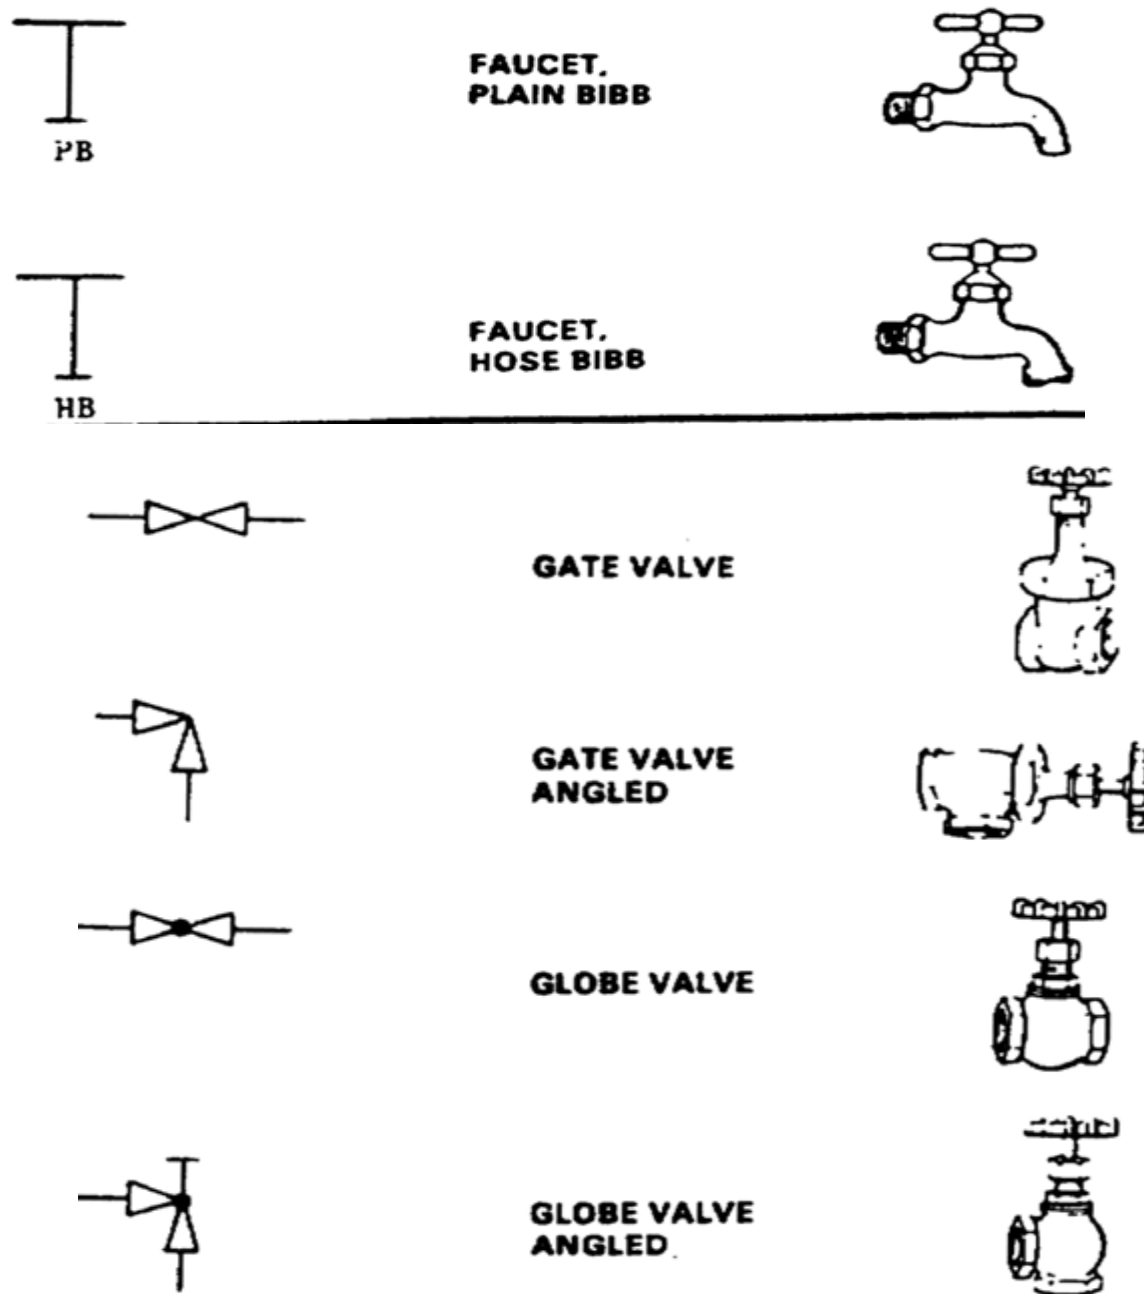 FAUCET,
PLAIN BIBB
PB
FAUCET,
HOSE BIBB
HB
GATE VALVE
GATE VALVE
ANGLED
GLOBE VALVE
GLOBE VALVE
ANGLED